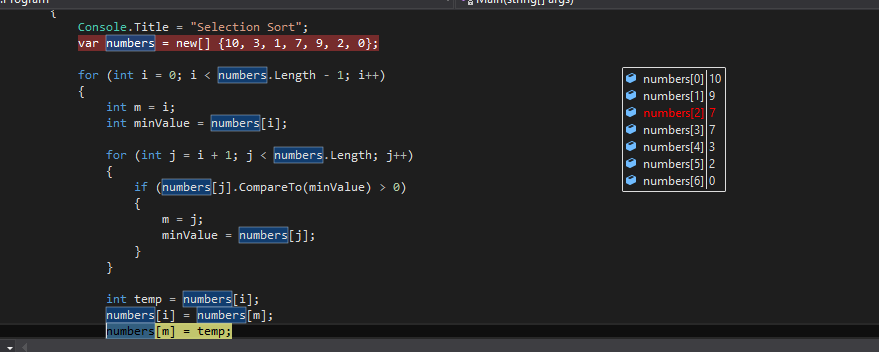 Main(string[] args)
{
Console.Title = "Selection Sort";
var numbers = new[] {10, 3, 1, 7, 9, 2, 0};
for (int i = 0; i < numbers.Length - 1; i++)
{
int m = i;
int minValue = numbers[i];
for (int j = i + 1; j < numbers.Length; j++)
{
if (numbers[j].CompareTo(minValue) > 0)
{
m = j;
minValue = numbers[j];
}
}
int temp = numbers[i];
numbers[i] = numbers[m];
numbers[m] = temp;
numbers[0] 10
numbers[1] 9
numbers[2] 7
numbers[3] 7
numbers[4] 3
numbers[5] 2
numbers[6] 0